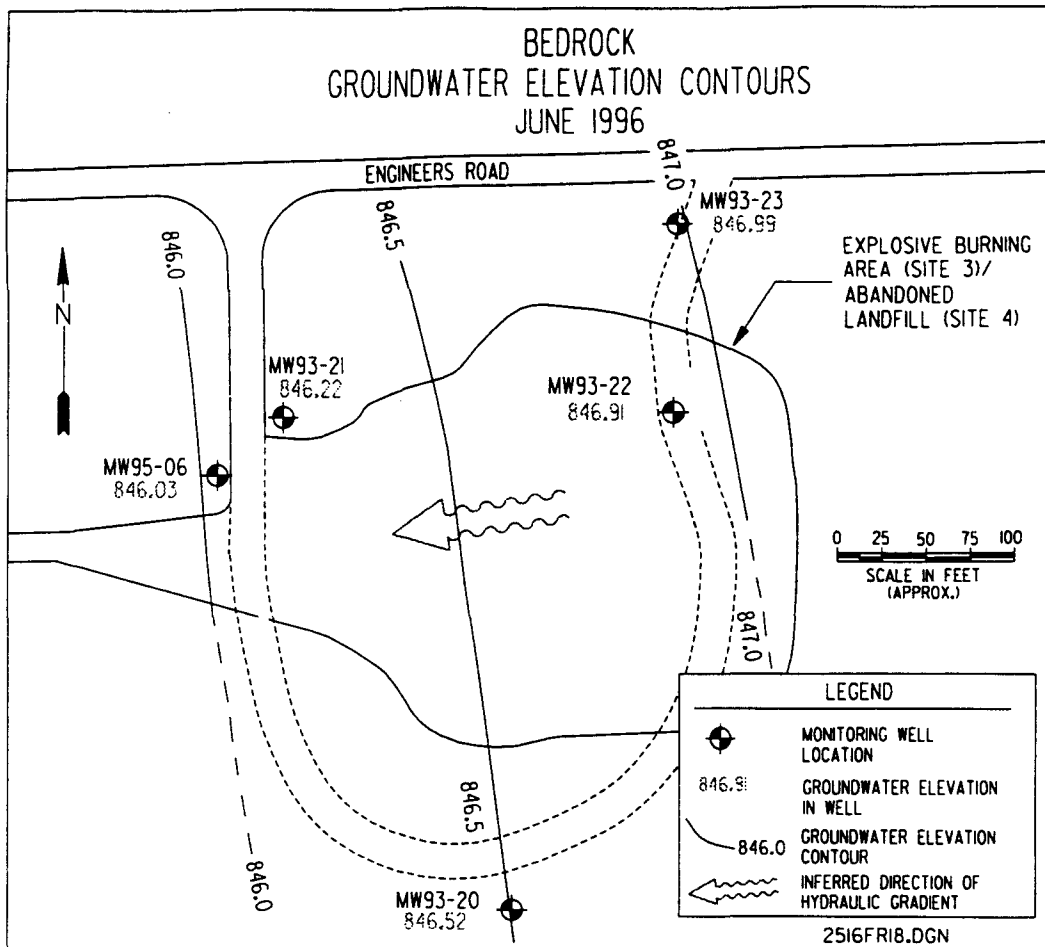 BEDROCK
GROUNDWATER ELEVATION CONTOURS
JUNE 1996
ENGINEERS ROAD
847.0
MW93-23
846.99
846.0
846.5
EXPLOSIVE BURNING
AREA (SITE 3)/
ABANDONED
LANDFILL (SITE 4)
N
MW93-21
846.22
MW93-22
846.91
MW95-06
846.03
0 25 50 75 100
SCALE IN FEET
(APPROX.)
847.0
846.5
846.0
MW93-20
846.52
LEGEND
MONITORING WELL
LOCATION
846.91
GROUNDWATER ELEVATION
IN WELL
846.0
GROUNDWATER ELEVATION
CONTOUR
INFERRED DIRECTION OF
HYDRAULIC GRADIENT
2516FR18.DGN